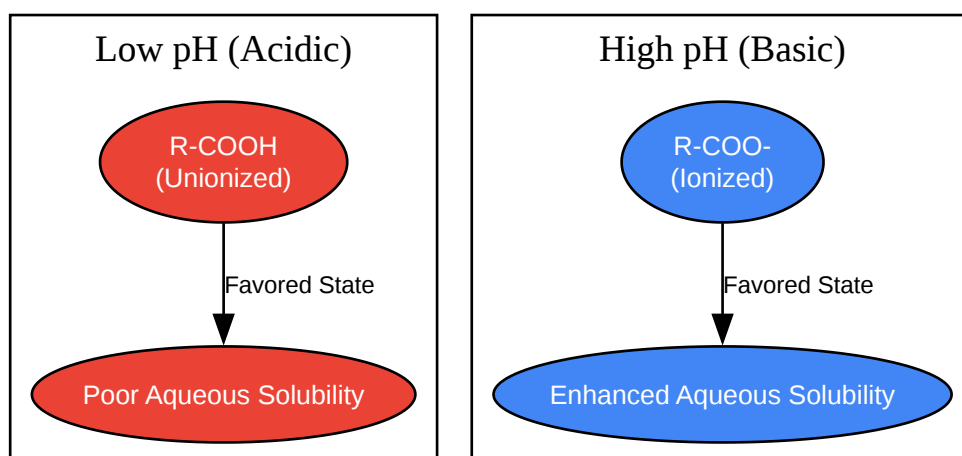 Low pH (Acidic)
R-COOH
(Unionized)
Favored State
Poor Aqueous Solubility
High pH (Basic)
R-COO-
(Ionized)
Favored State
Enhanced Aqueous Solubility